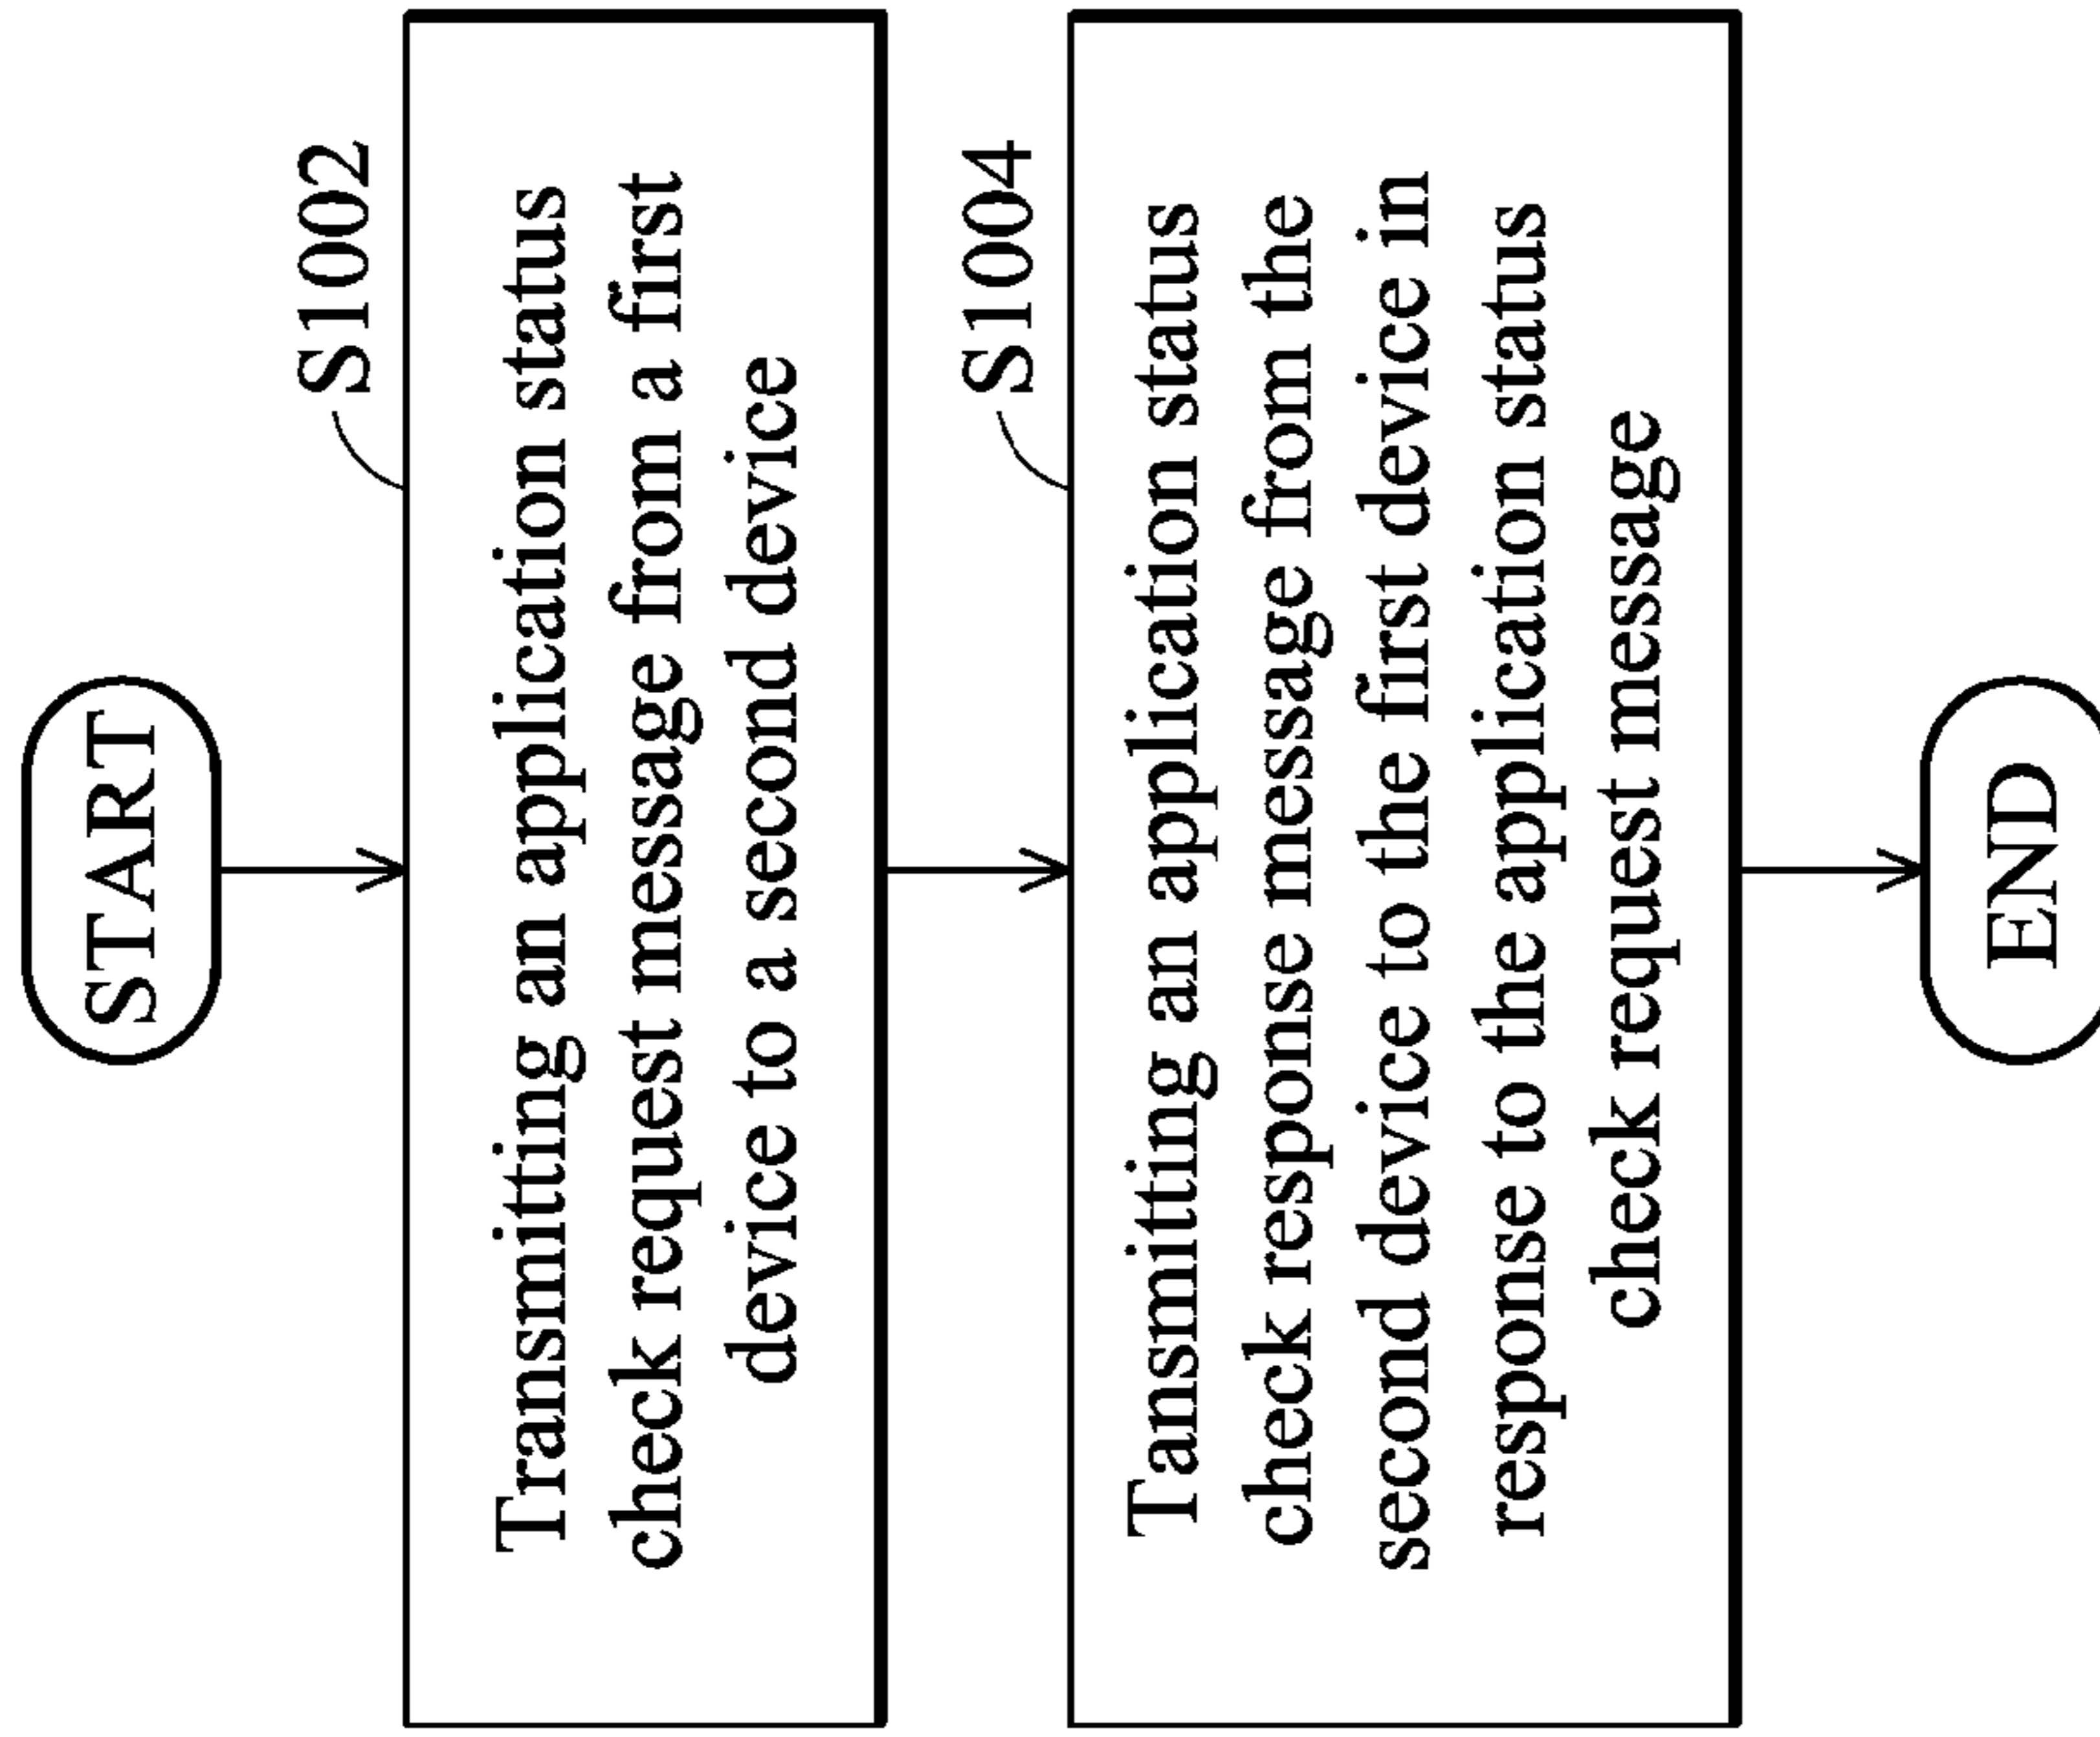 START
S1002
Transmitting an application status
check request message from a first
device to a second device
S1004
Tansmitting an application status
check response message from the
second device to the first device in
response to the application status
check request message
END